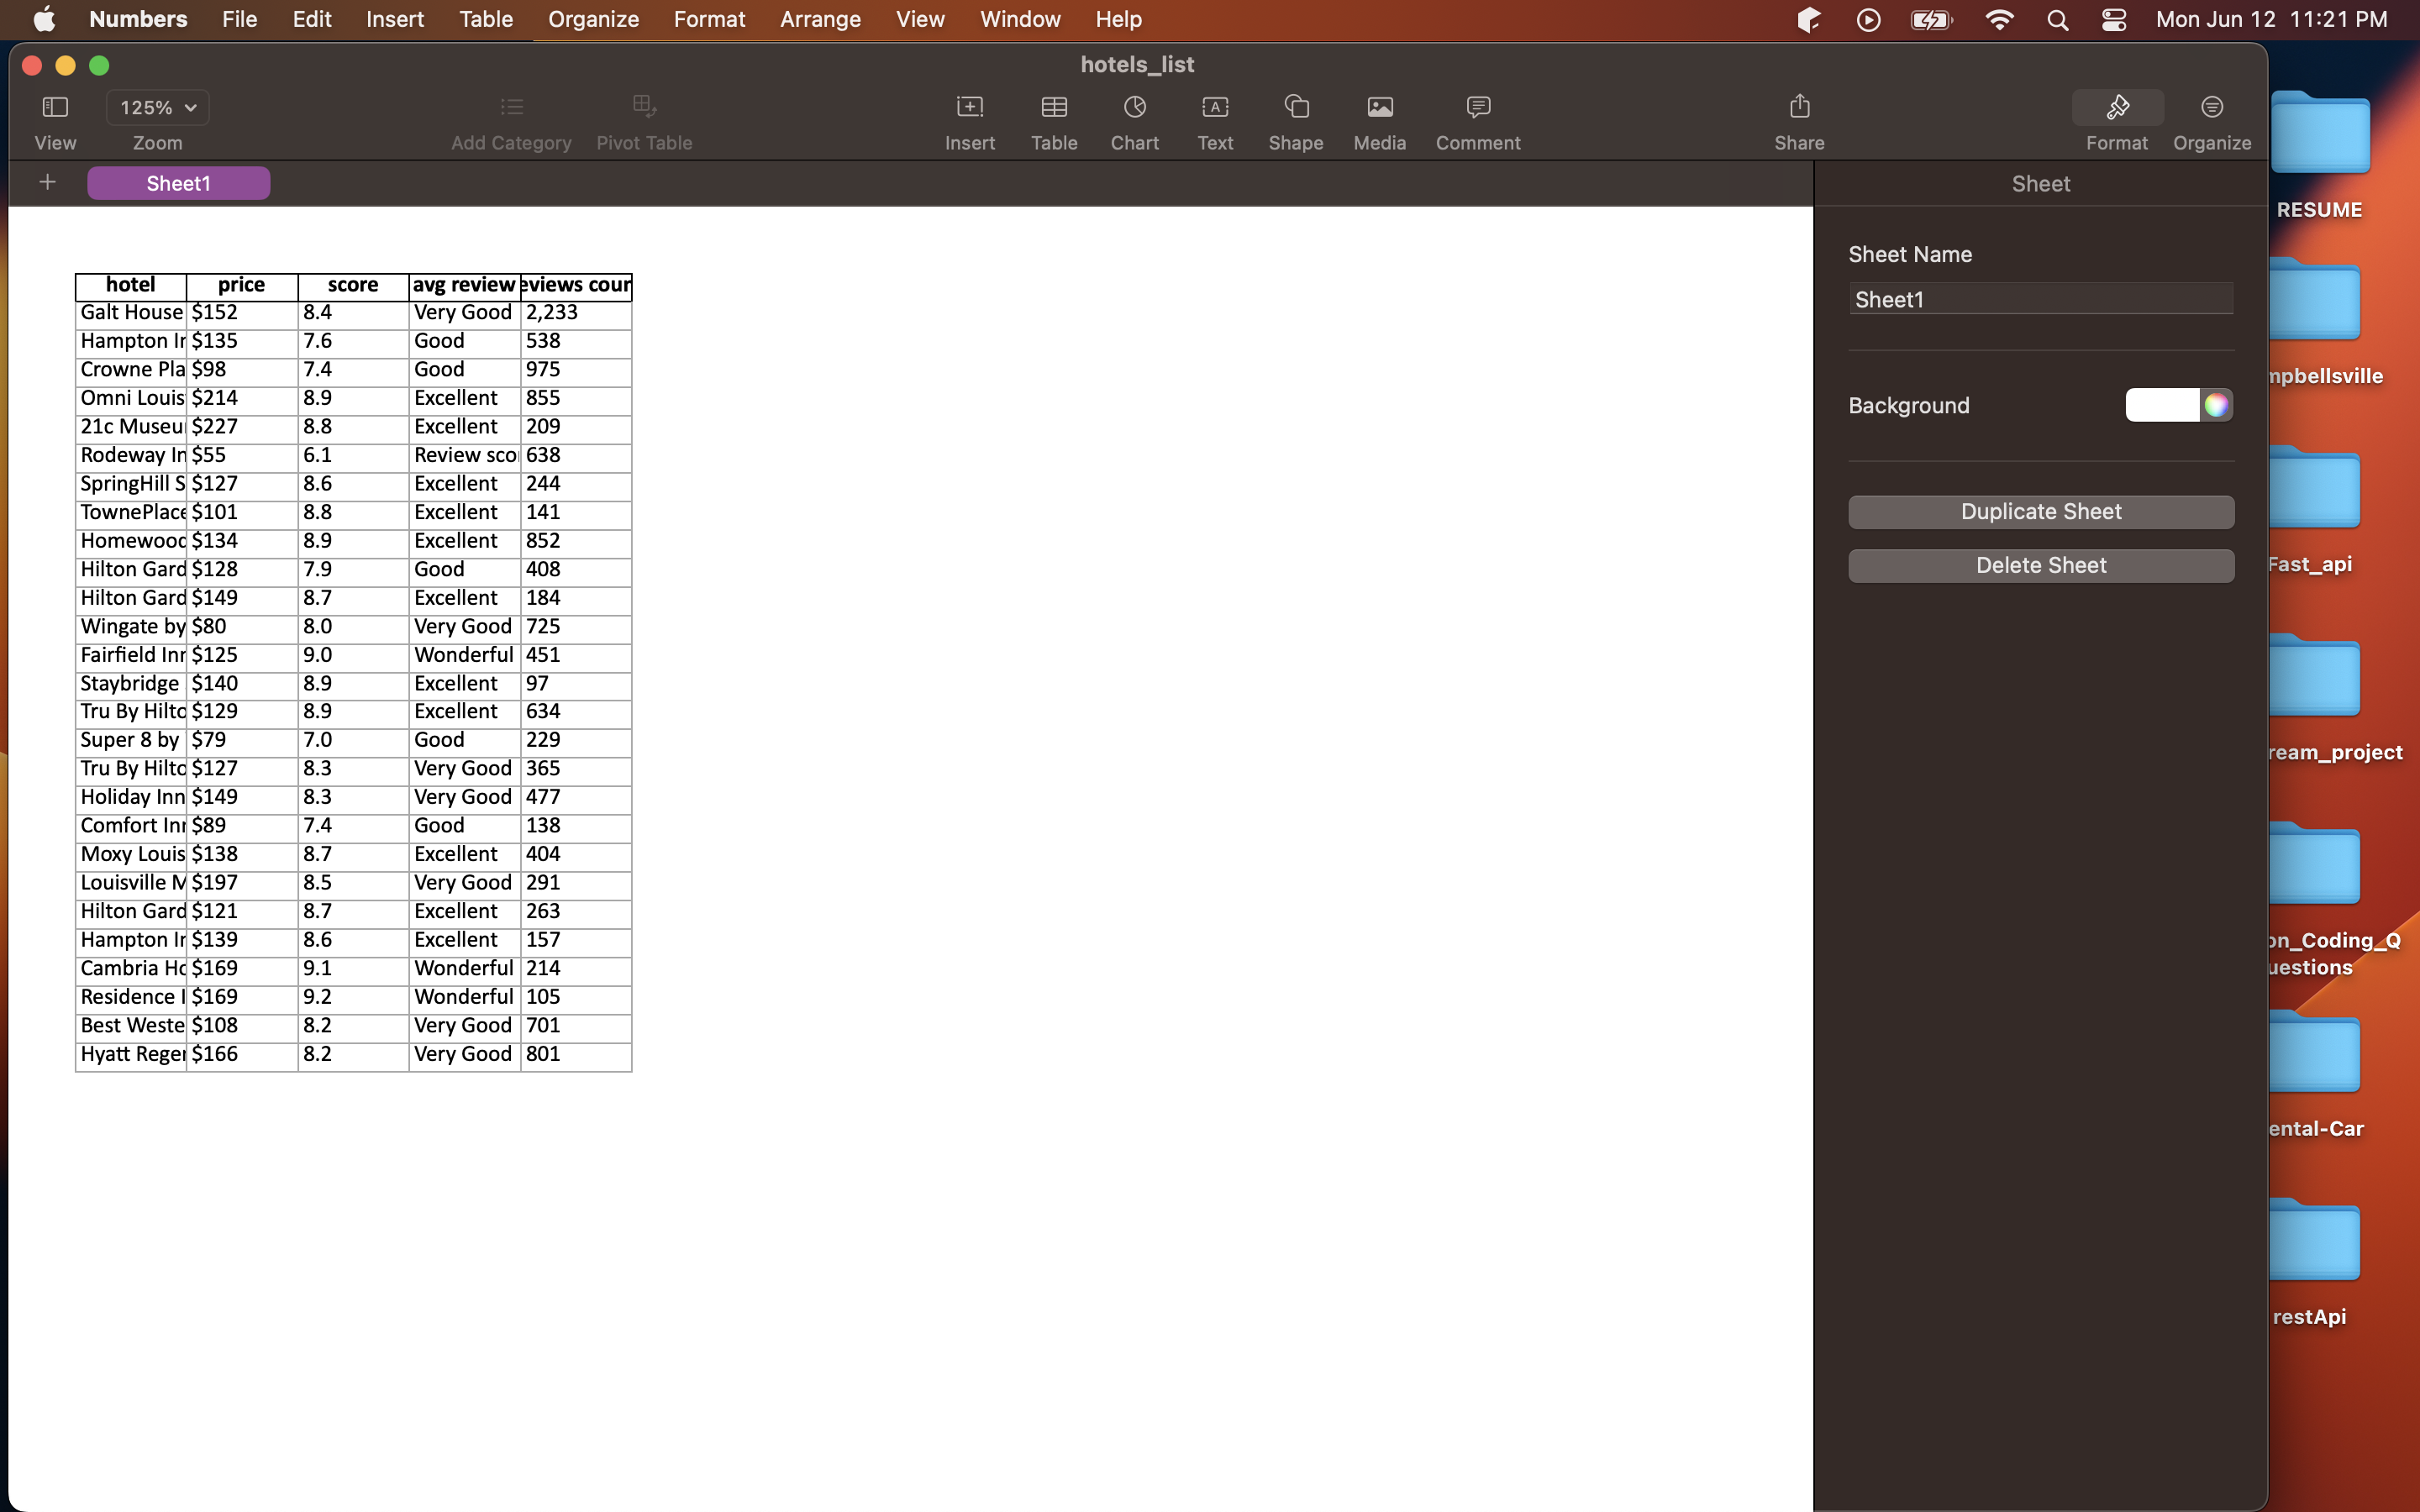 Numbers File Edit Insert Table Organize Format Arrange View Window Help Mon Jun 12 11:21 PM
hotels_list
125%
View Zoom Add Category Pivot Table Insert Table Chart Text Shape Media Comment Share Format Organize
Sheet1
Sheet
Sheet Name
Sheet1
Background
Duplicate Sheet
Delete Sheet
hotel price score avg review eviews cour
Galt House $152 8.4 Very Good 2,233
Hampton Ir $135 7.6 Good 538
Crowne Pla $98 7.4 Good 975
Omni Louis $214 8.9 Excellent 855
21c Museu $227 8.8 Excellent 209
Rodeway In $55 6.1 Review sco 638
SpringHill S $127 8.6 Excellent 244
TownePlace $101 8.8 Excellent 141
Homewood $134 8.9 Excellent 852
Hilton Gard $128 7.9 Good 408
Hilton Gard $149 8.7 Excellent 184
Wingate by $80 8.0 Very Good 725
Fairfield Inr $125 9.0 Wonderful 451
Staybridge $140 8.9 Excellent 97
Tru By Hilto $129 8.9 Excellent 634
Super 8 by $79 7.0 Good 229
Tru By Hilto $127 8.3 Very Good 365
Holiday Inn $149 8.3 Very Good 477
Comfort Inr $89 7.4 Good 138
Moxy Louis $138 8.7 Excellent 404
Louisville M $197 8.5 Very Good 291
Hilton Gard $121 8.7 Excellent 263
Hampton Ir $139 8.6 Excellent 157
Cambria Ho $169 9.1 Wonderful 214
Residence I $169 9.2 Wonderful 105
Best Weste $108 8.2 Very Good 701
Hyatt Reger $166 8.2 Very Good 801
RESUME
mpbellsville
Fast_api
ream_project
on_Coding_Q
uestions
ental-Car
restApi